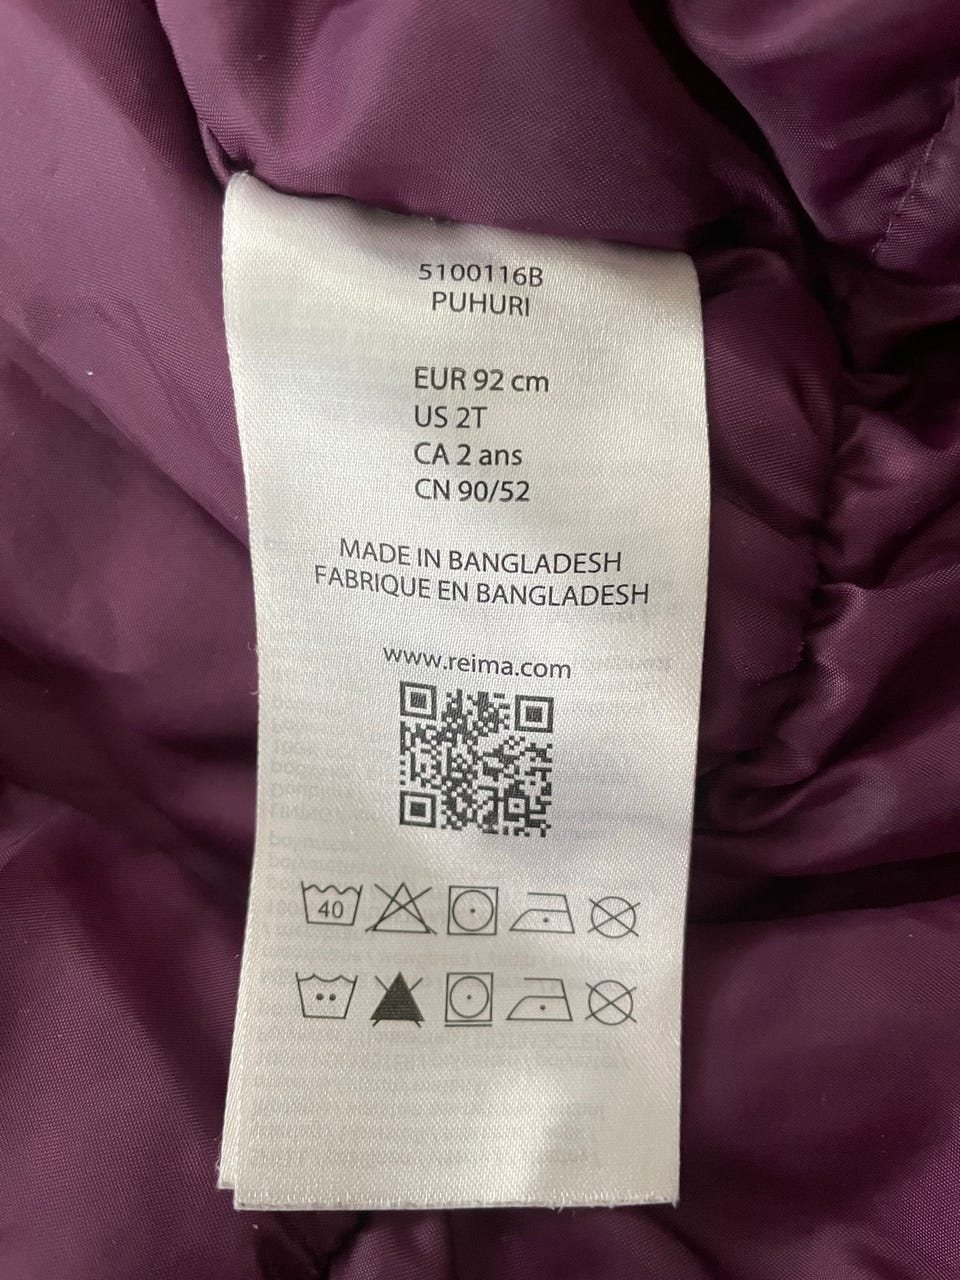 5100116B
PUHURI
EUR 92 cm
US 2T
CA 2 ans
CN 90/52
MADE IN BANGLADESH
FABRIQUE EN BANGLADESH
www.reima.com
40